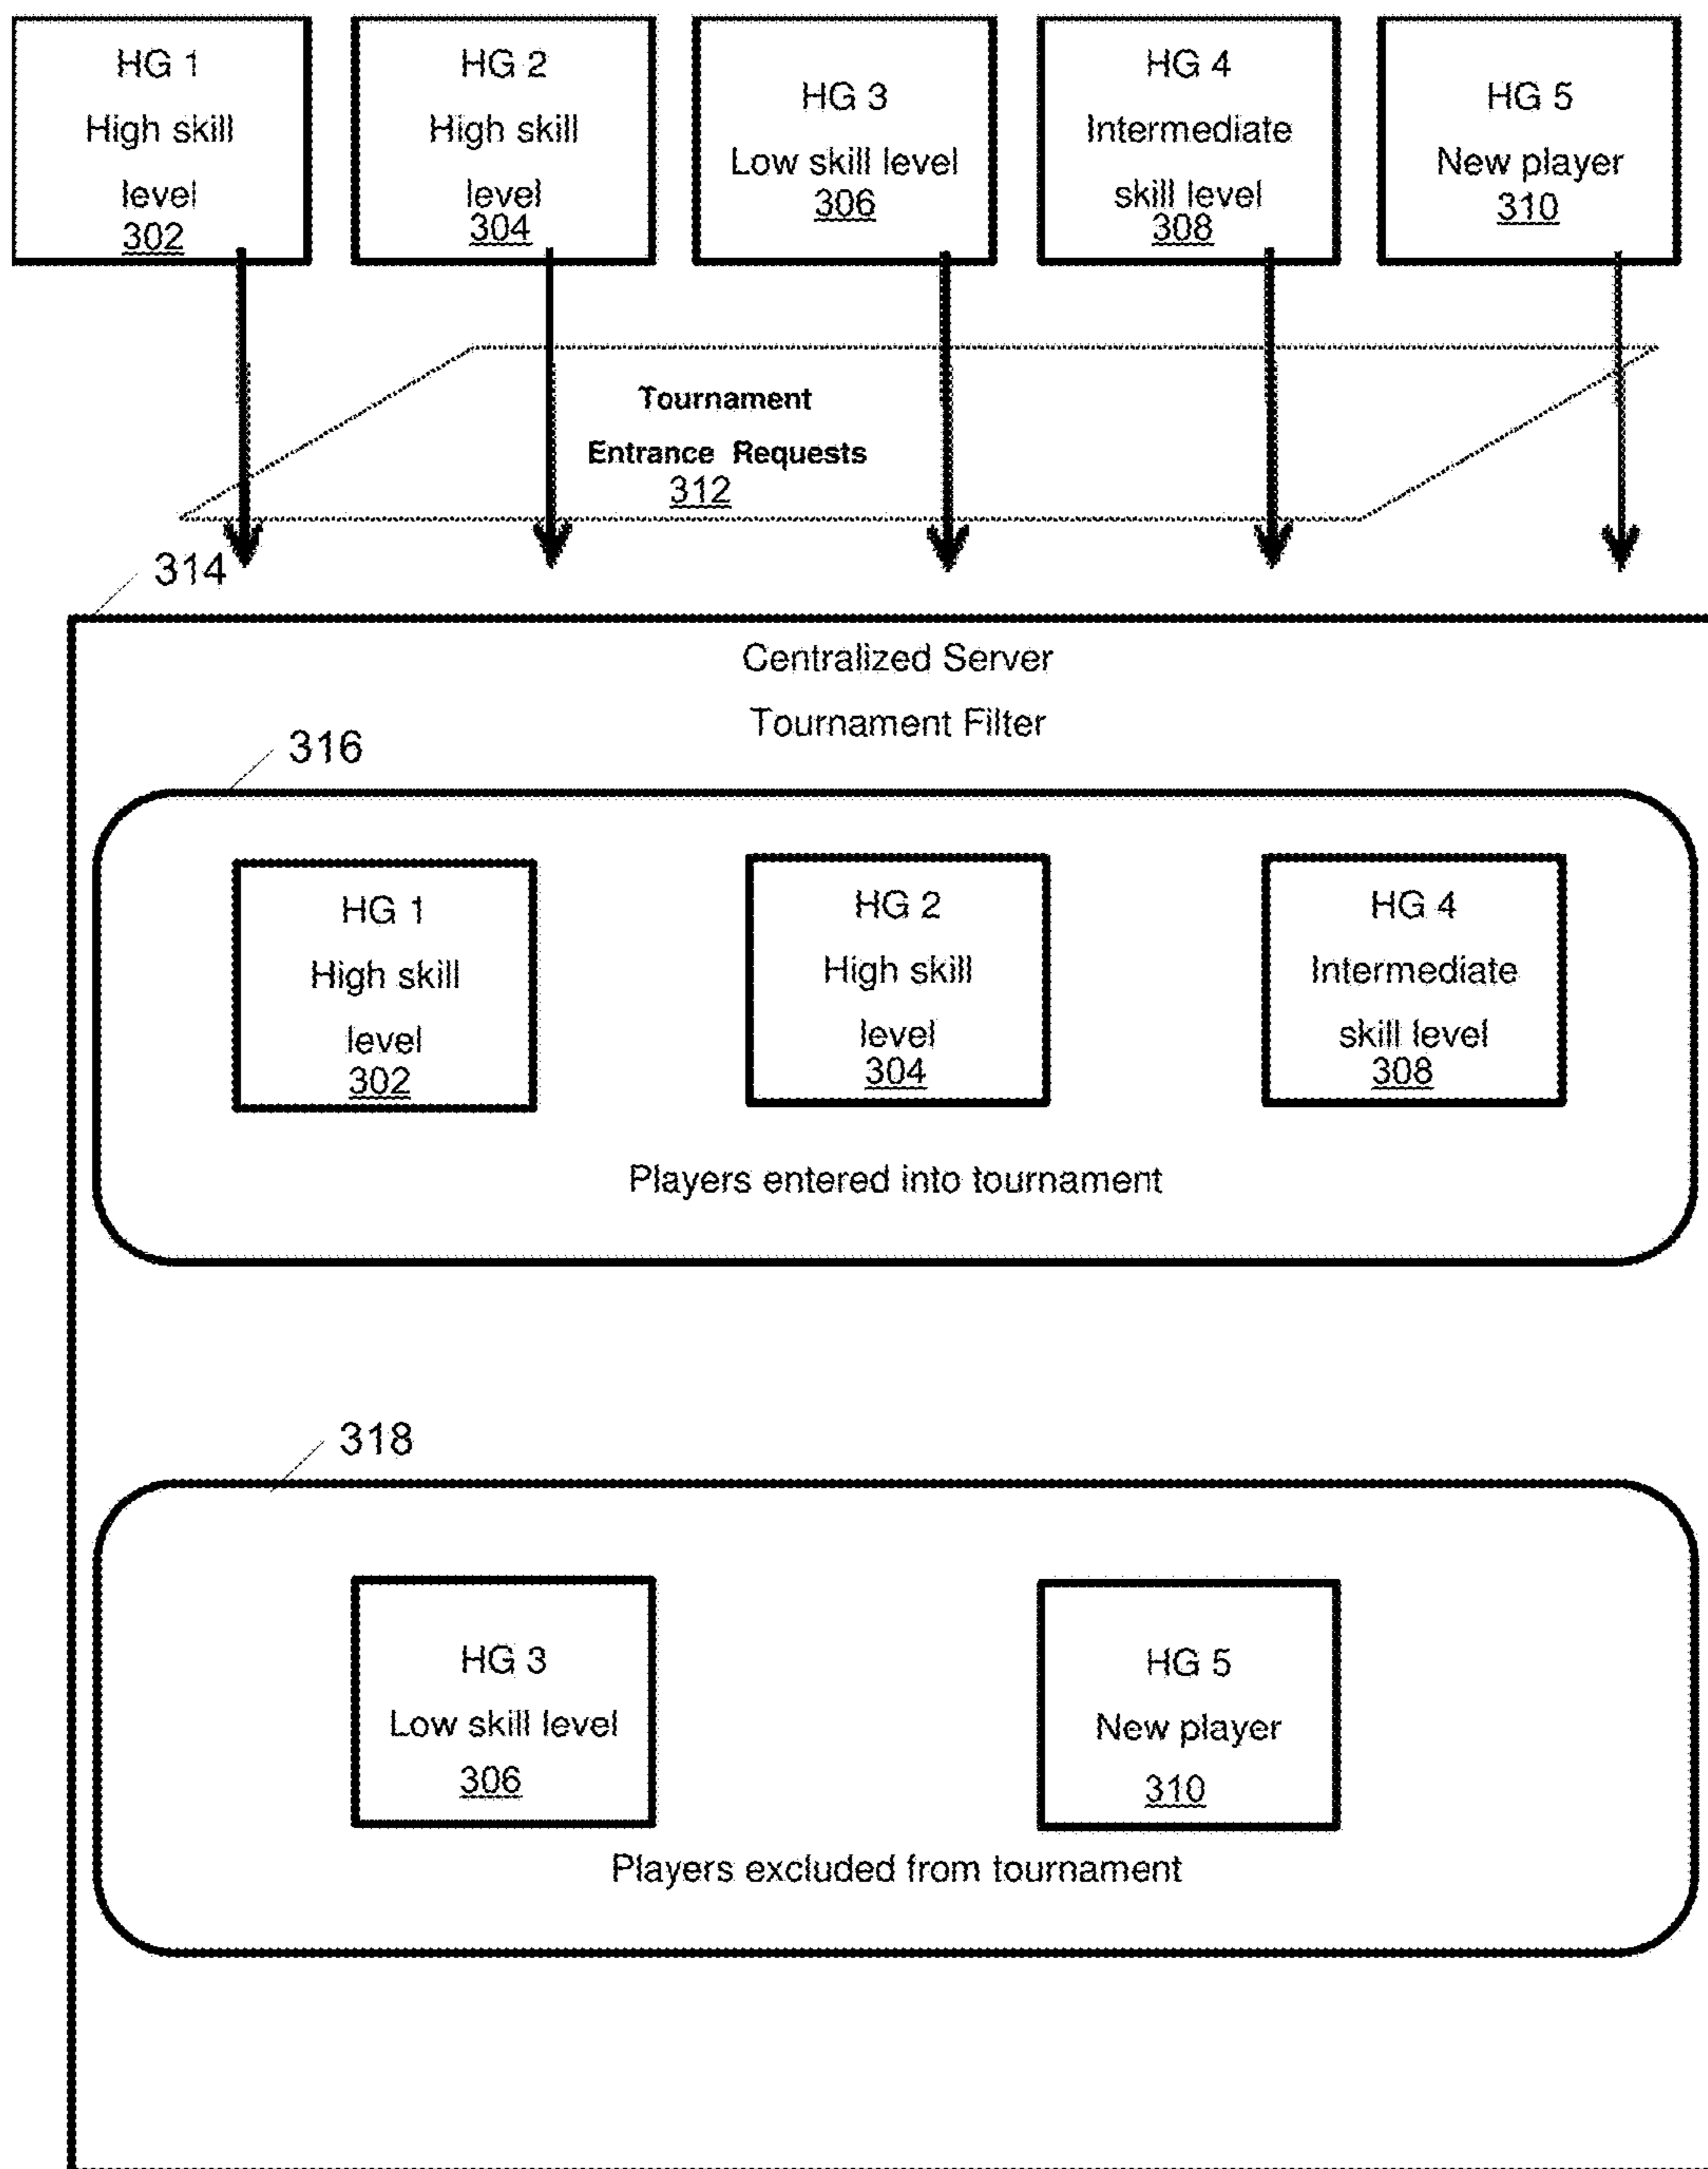 HG 1
High skill
level
302
HG 2
High skill
level
304
HG 3
Low skill level
306
HG 4
Intermediate
skill level
308
HG 5
New player
310
Tournament
Entrance Requests
312
314
Centralized Server
Tournament Filter
316
HG 1
High skill
level
302
HG 2
High skill
level
304
HG 4
Intermediate
skill level
308
Players entered into tournament
318
HG 3
Low skill level
306
HG 5
New player
310
Players excluded from tournament